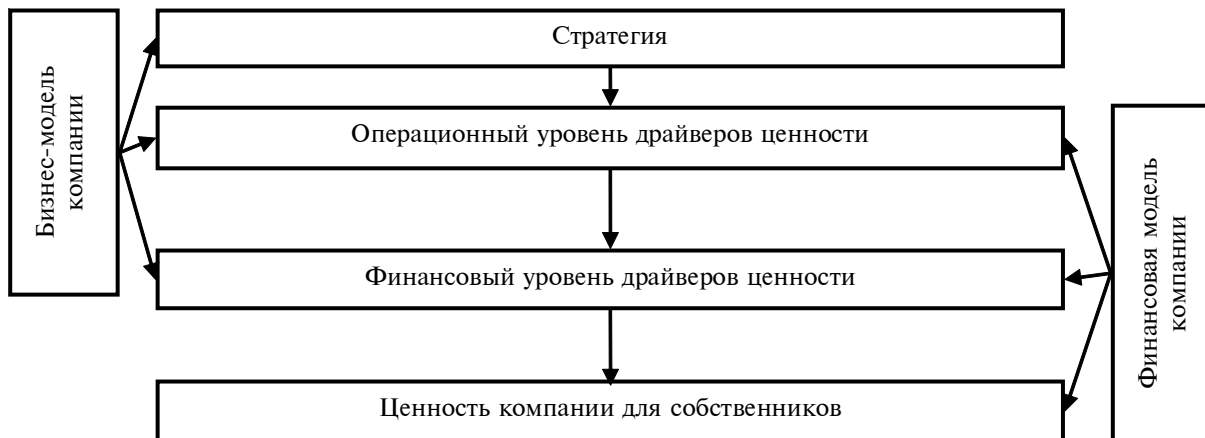 Стратегия
Бизнес-модель
компании
Операционный уровень драйверов ценности
Финансовый уровень драйверов ценности
Финансовая модель
компании
Ценность компании для собственников